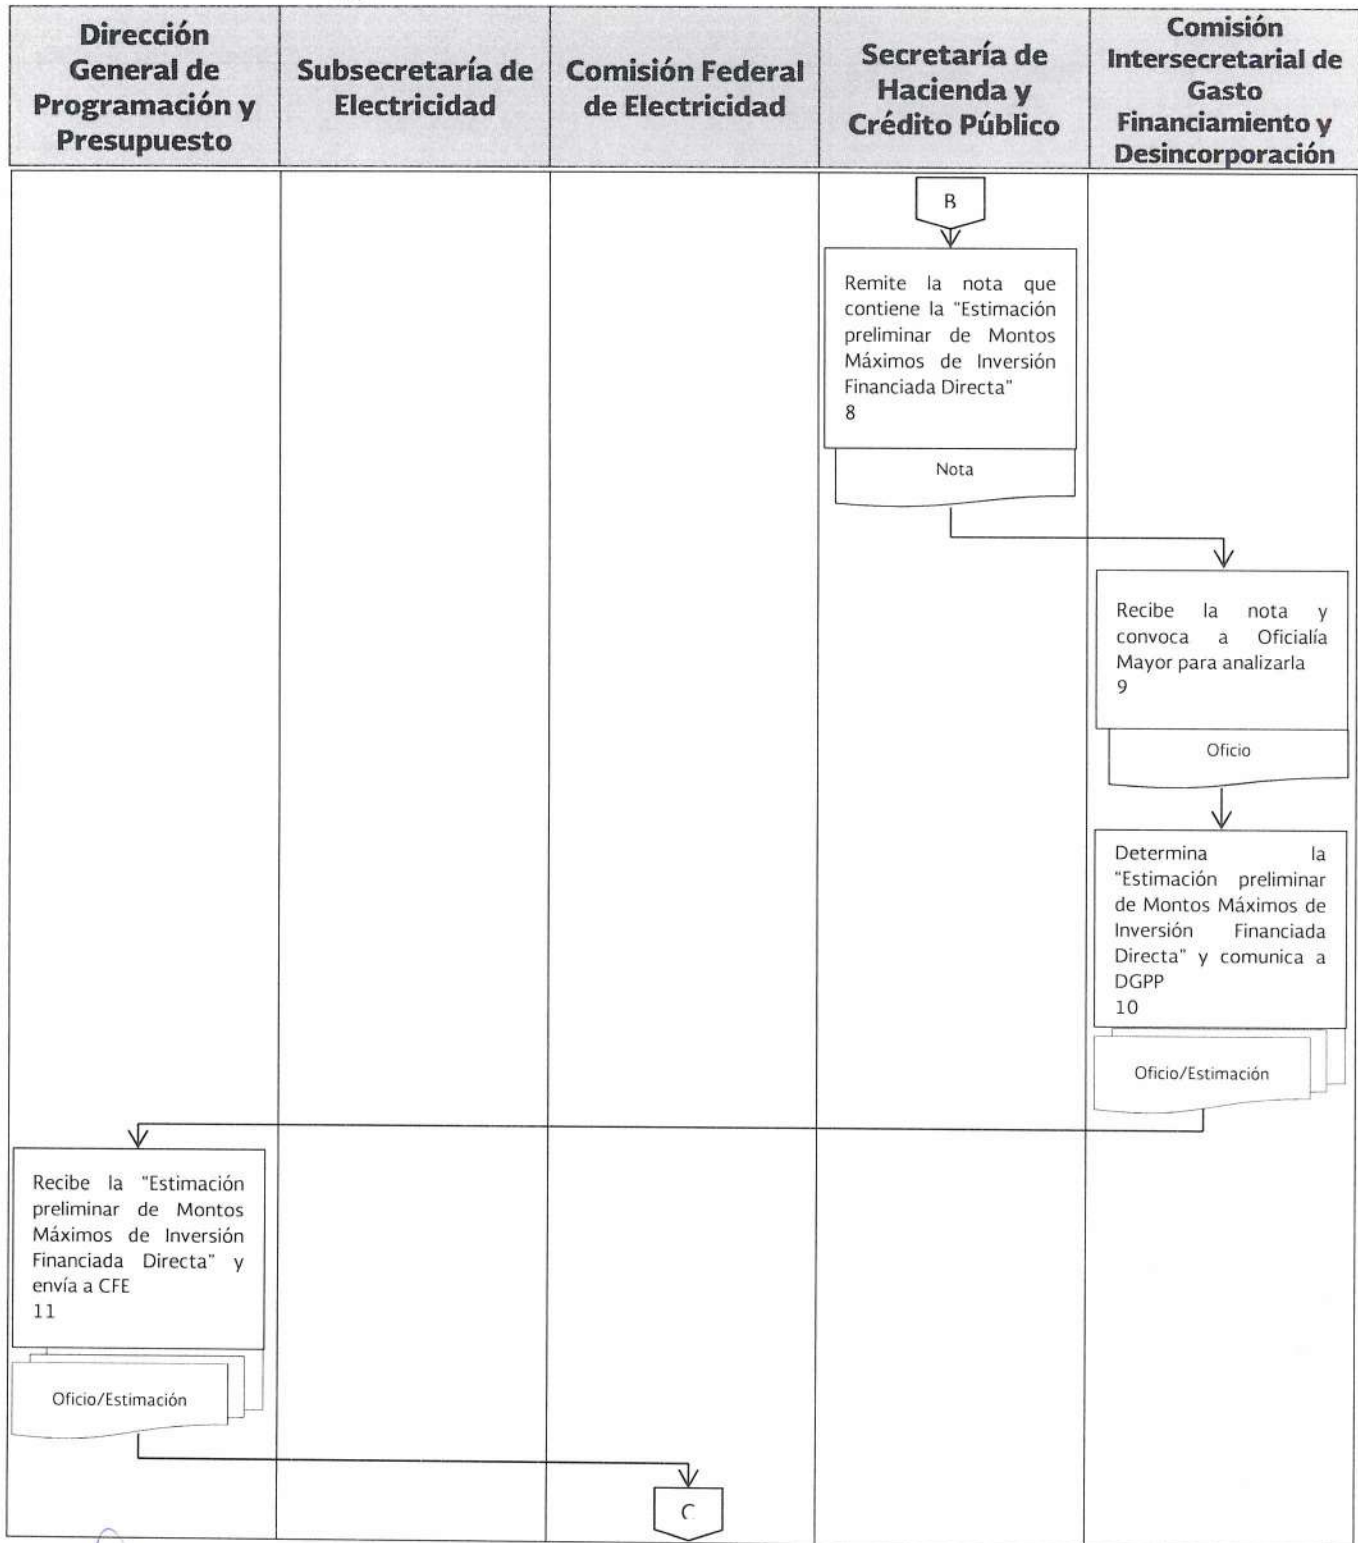 Dirección
General de
Programación y
Presupuesto
Subsecretaría de
Electricidad
Comisión Federal
de Electricidad
Secretaría de
Hacienda y
Crédito Público
Comisión
Intersecretarial de
Gasto
Financiamiento y
Desincorporación
B
Remite la nota que
contiene la "Estimación
preliminar de Montos
Máximos de Inversión
Financiada Directa"
8
Nota
Recibe la nota y
convoca a Oficialía
Mayor para analizarla
9
Oficio
Determina la
"Estimación preliminar
de Montos Máximos de
Inversión Financiada
Directa" y comunica a
DGPP
10
Oficio/Estimación
Recibe la "Estimación
preliminar de Montos
Máximos de Inversión
Financiada Directa" y
envía a CFE
11
Oficio/Estimación
C